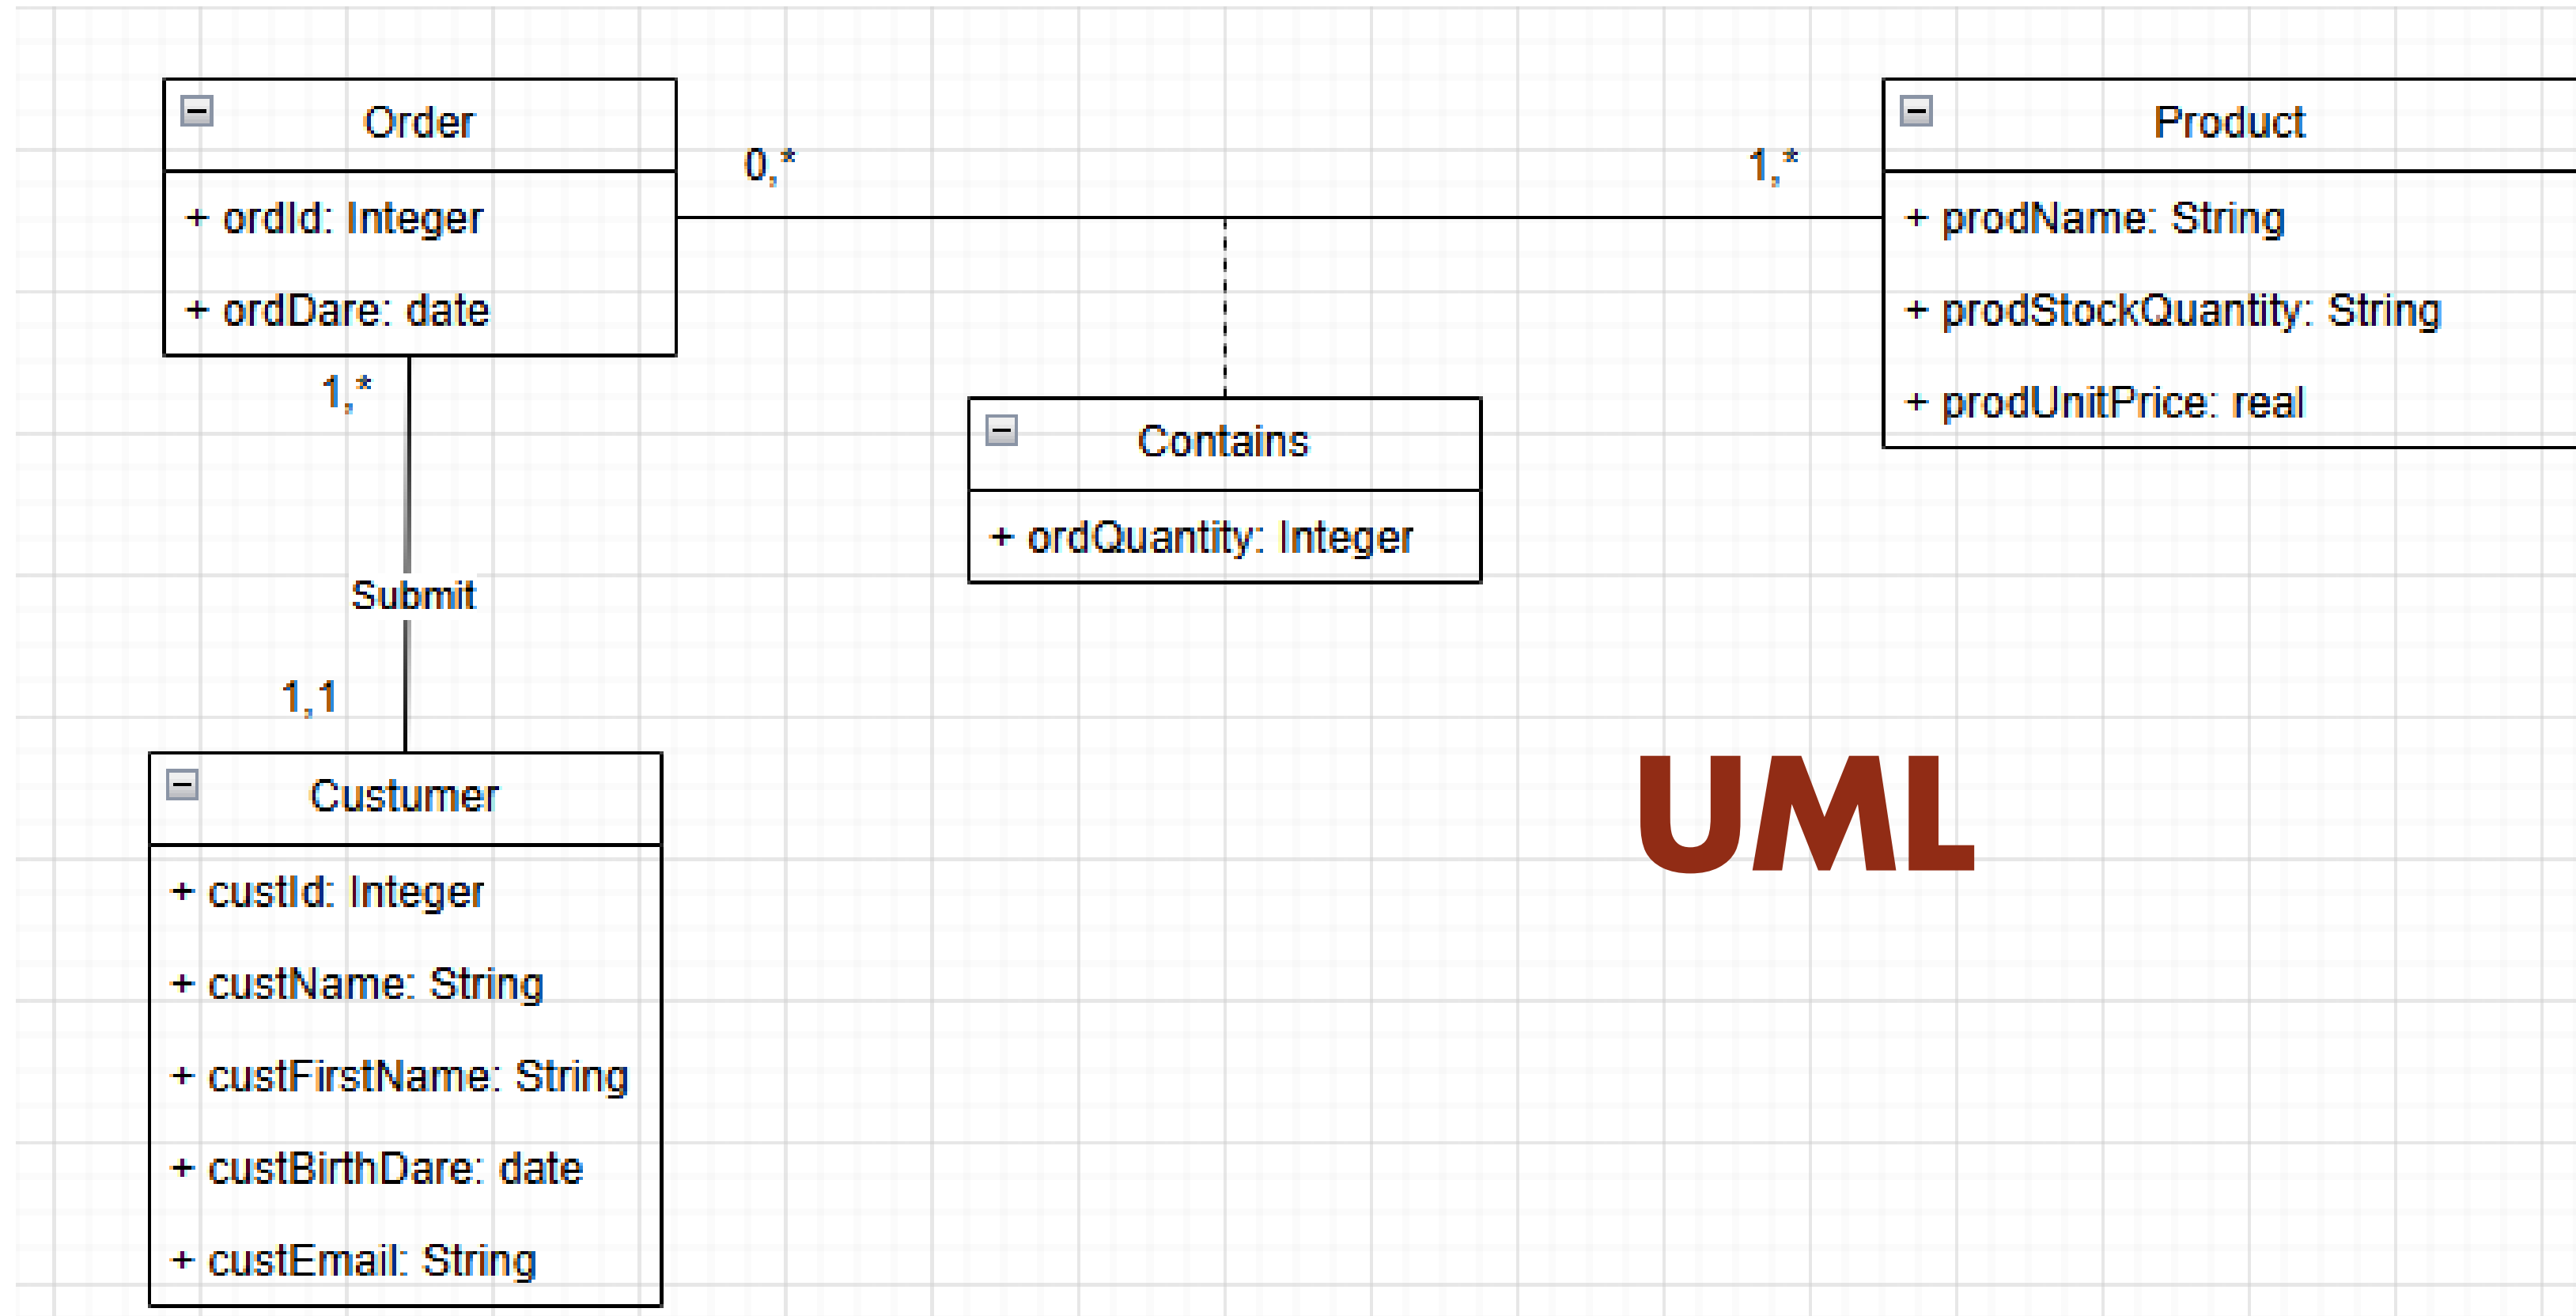 Order
+ ordId: Integer
+ ordDare: date
0,*
1,*
Product
+ prodName: String
+ prodStockQuantity: String
+ prodUnitPrice: real
Contains
+ ordQuantity: Integer
1,*
Submit
1,1
Custumer
+ custId: Integer
+ custName: String
+ custFirstName: String
+ custBirthDare: date
+ custEmail: String
UML